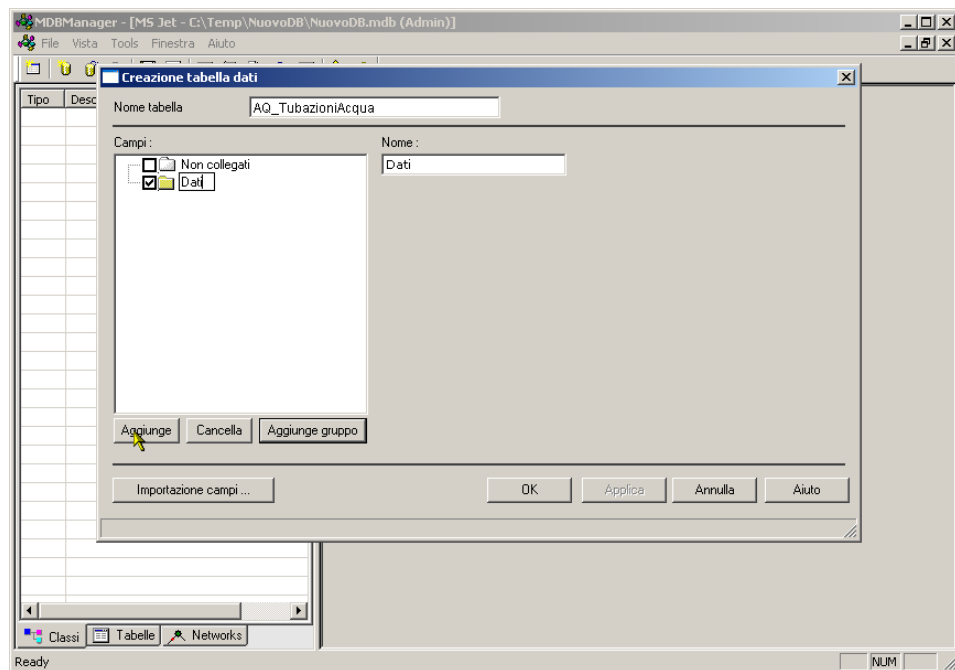 MDBManager - [MS Jet - C:\Temp\NuovoDB\NuovoDB.mdb (Admin)]
File Vista Tools Finestra Aiuto
Creazione tabella dati
Tipo Desc
Nome tabella AQ_TubazioniAcqua
Campi : Nome :
Non collegati Dati
Dati
Aggiunge Cancella Aggiunge gruppo
Importazione campi ... OK Applica Annulla Aiuto
Classi Tabelle Networks
Ready NUM